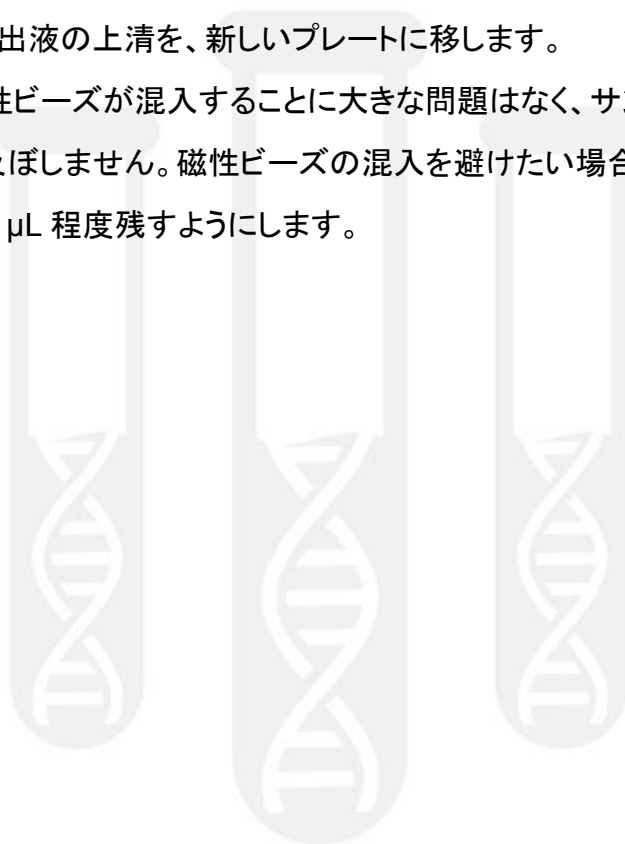 出液の上清を、新しいプレートに移します。
性ビーズが混入することに大きな問題はなく、サ
ぼしません。磁性ビーズの混入を避けたい場合
µL 程度残すようにします。